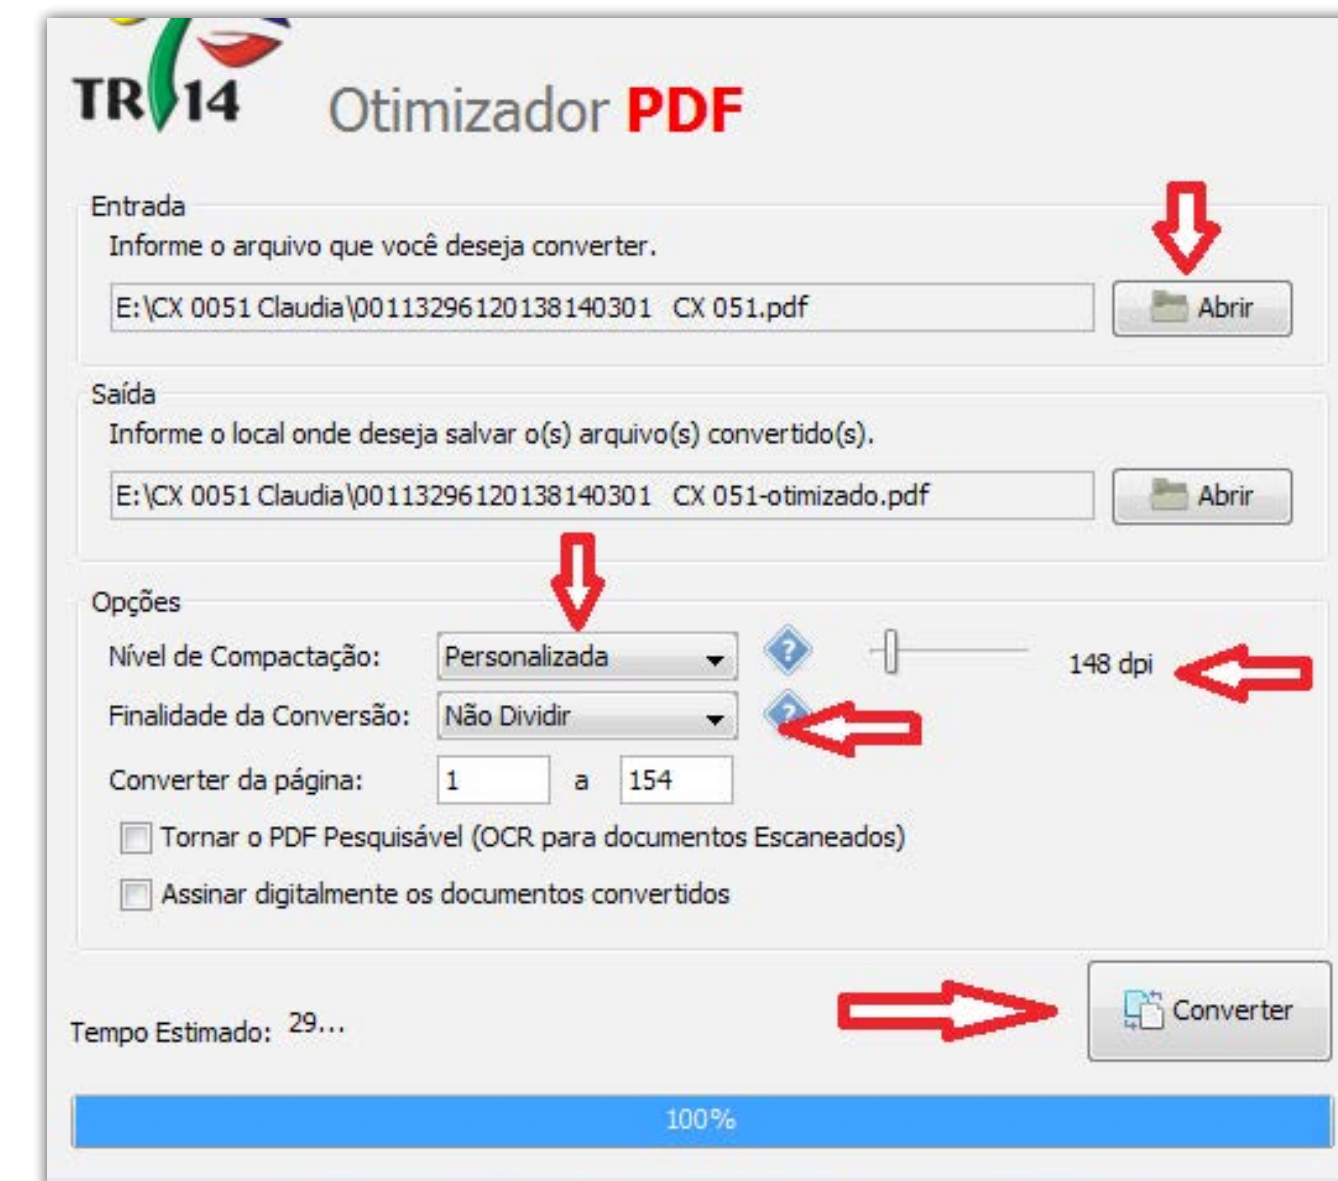 TR 14
Otimizador PDF
Entrada
Informe o arquivo que você deseja converter.
E:\CX 0051 Claudia\00113296120138140301 CX 051.pdf
Abrir
Saída
Informe o local onde deseja salvar o(s) arquivo(s) convertido(s).
E:\CX 0051 Claudia\00113296120138140301 CX 051-otimizado.pdf
Abrir
Opções
Nível de Compactação: Personalizada ? 148 dpi
Finalidade da Conversão: Não Dividir ?
Converter da página: 1 a 154
Tornar o PDF Pesquisável (OCR para documentos Escaneados)
Assinar digitalmente os documentos convertidos
Converter
Tempo Estimado: 29...
100%